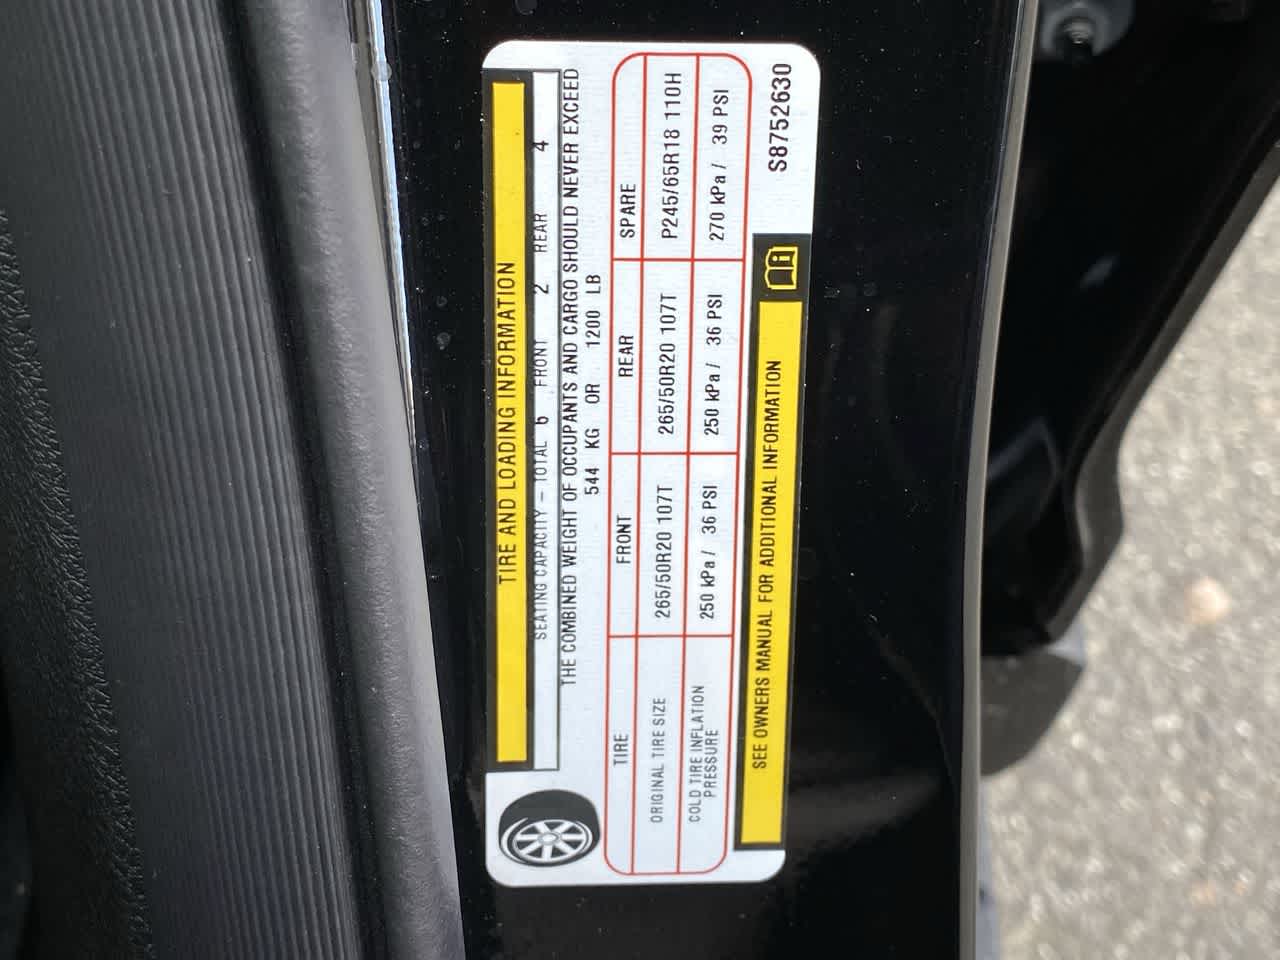 TIRE AND LOADING INFORMATION
SEATING CAPACITY – TOTAL 6 FRONT 2 REAR 4
THE COMBINED WEIGHT OF OCCUPANTS AND CARGO SHOULD NEVER EXCEED
544 KG OR 1200 LB
TIRE FRONT REAR SPARE
ORIGINAL TIRE SIZE 265/50R20 107T 265/50R20 107T P245/65R18 110H
COLD TIRE INFLATION
PRESSURE 250 kPa / 36 PSI 250 kPa / 36 PSI 270 kPa / 39 PSI
SEE OWNERS MANUAL FOR ADDITIONAL INFORMATION
S8752630